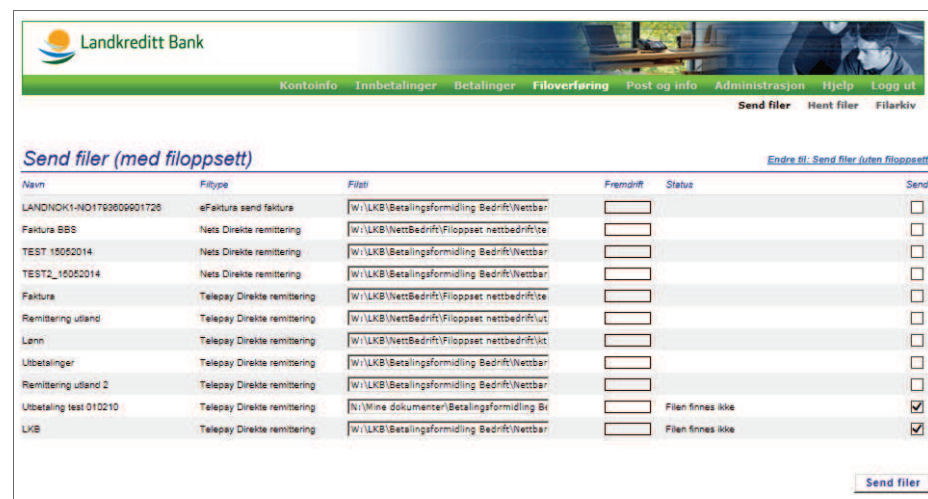 Landkreditt Bank
Kontoinfo Innbetalinger Betalinger Filoverføring Post og info Administrasjon Hjelp Logg ut
Send filer Hent filer Filarkiv
Send filer (med filoppsett) Endre til: Send filer (uten filoppsett
Navn Filtype Filsti Fremdrift Status Send
LANDNOK1-NO1793609901726 eFaktura send faktura W:\LKB\Betalingsformidling Bedrift\Nettbar
Faktura BBS Nets Direkte remittering W:\LKB\NettBedrift\Filoppset nettbedrift\te
TEST 15052014 Nets Direkte remittering W:\LKB\Betalingsformidling Bedrift\Nettbar
TEST2_15052014 Nets Direkte remittering W:\LKB\Betalingsformidling Bedrift\Nettbar
Faktura Telepay Direkte remittering W:\LKB\NettBedrift\Filoppset nettbedrift\te
Remittering utland Telepay Direkte remittering W:\LKB\NettBedrift\Filoppset nettbedrift\ut
Lønn Telepay Direkte remittering W:\LKB\NettBedrift\Filoppset nettbedrift\kt
Utbetalinger Telepay Direkte remittering W:\LKB\Betalingsformidling Bedrift\Nettbar
Remittering utland 2 Telepay Direkte remittering W:\LKB\Betalingsformidling Bedrift\Nettbar
Utbetaling test 010210 Telepay Direkte remittering N:\Mine dokumenter\Betalingsformidling Be Filen finnes ikke
LKB Telepay Direkte remittering W:\LKB\Betalingsformidling Bedrift\Nettbar Filen finnes ikke
Send filer